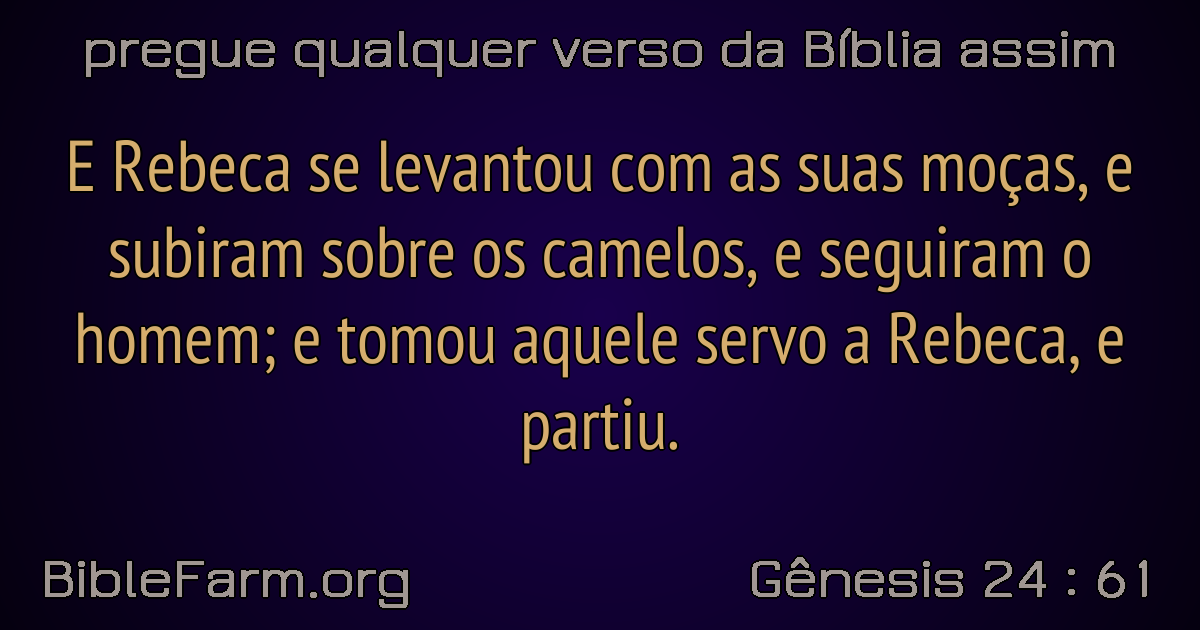 pregue qualquer verso da Bíblia assim
E Rebeca se levantou com as suas moças, e
subiram sobre os camelos, e seguiram o
homem; e tomou aquele servo a Rebeca, e
partiu.
BibleFarm.org
Gênesis 24 : 61